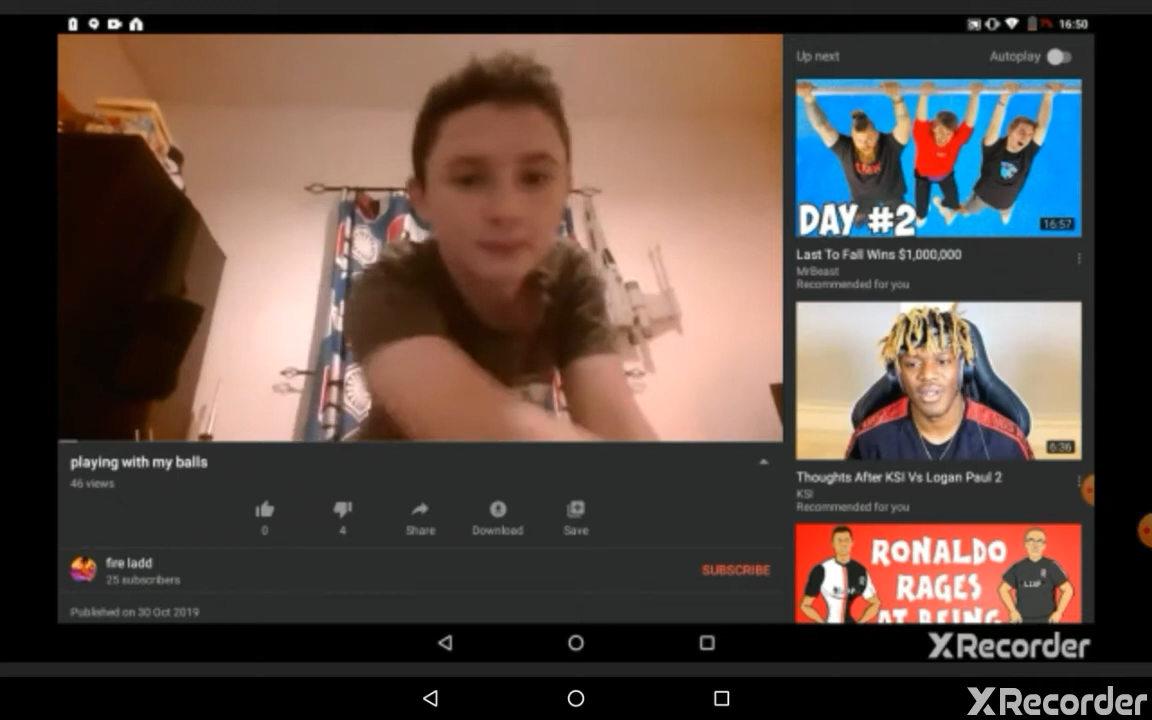 7% 16:50
Up next
Autoplay
DAY #2
16:57
Last To Fall Wins $1,000,000
MrBeast
Recommended for you
6:36
Thoughts After KSI Vs Logan Paul 2
KSI
Recommended for you
RONALDO
RAGES
AT BEING
playing with my balls
46 views
0
4
Share
Download
Save
fire ladd
25 subscribers
SUBSCRIBE
Published on 30 Oct 2019
XRecorder
XRecorder